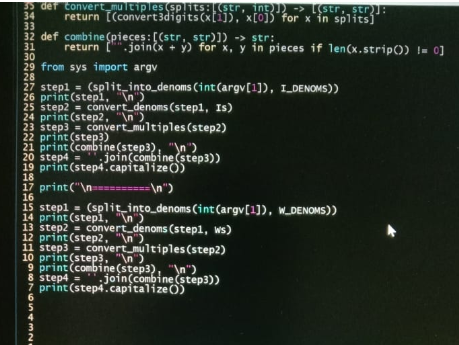 35 def convert_multiples(splits:[(str, int)]) -> [(str, str)]:
34     return [(convert3digits(x[1]), x[0]) for x in splits]
33
32 def combine(pieces:[(str, str)]) -> str:
31     return ["".join(x + y) for x, y in pieces if len(x.strip()) != 0]
30
29 from sys import argv
28
27 step1 = (split_into_denoms(int(argv[1]), I_DENOMS))
26 print(step1, "\n")
25 step2 = convert_denoms(step1, Is)
24 print(step2, "\n")
23 step3 = convert_multiples(step2)
22 print(step3)
21 print(combine(step3), "\n")
20 step4 = ''.join(combine(step3))
19 print(step4.capitalize())
18
17 print("\n==========\n")
16
15 step1 = (split_into_denoms(int(argv[1]), W_DENOMS))
14 print(step1, "\n")
13 step2 = convert_denoms(step1, Ws)
12 print(step2, "\n")
11 step3 = convert_multiples(step2)
10 print(step3, "\n")
9 print(combine(step3), "\n")
8 step4 = ''.join(combine(step3))
7 print(step4.capitalize())
6
5
4
3
2